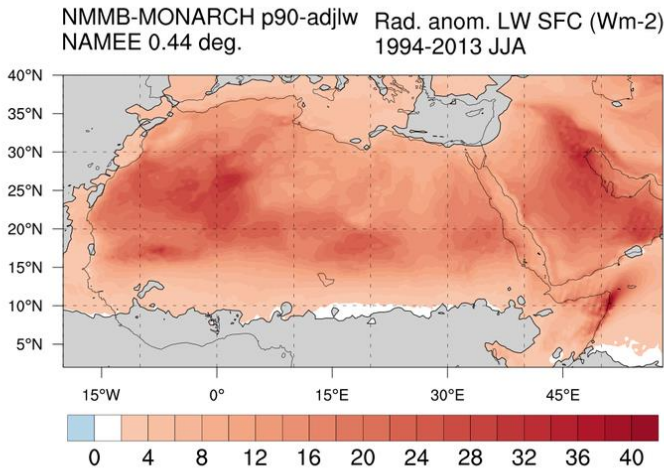 NMMB-MONARCH p90-adjlw Rad. anom. LW SFC (Wm-2)
NAMEE 0.44 deg. 1994-2013 JJA
40°N
35°N
30°N
25°N
20°N
15°N
10°N
5°N
15°W 0° 15°E 30°E 45°E
0 4 8 12 16 20 24 28 32 36 40